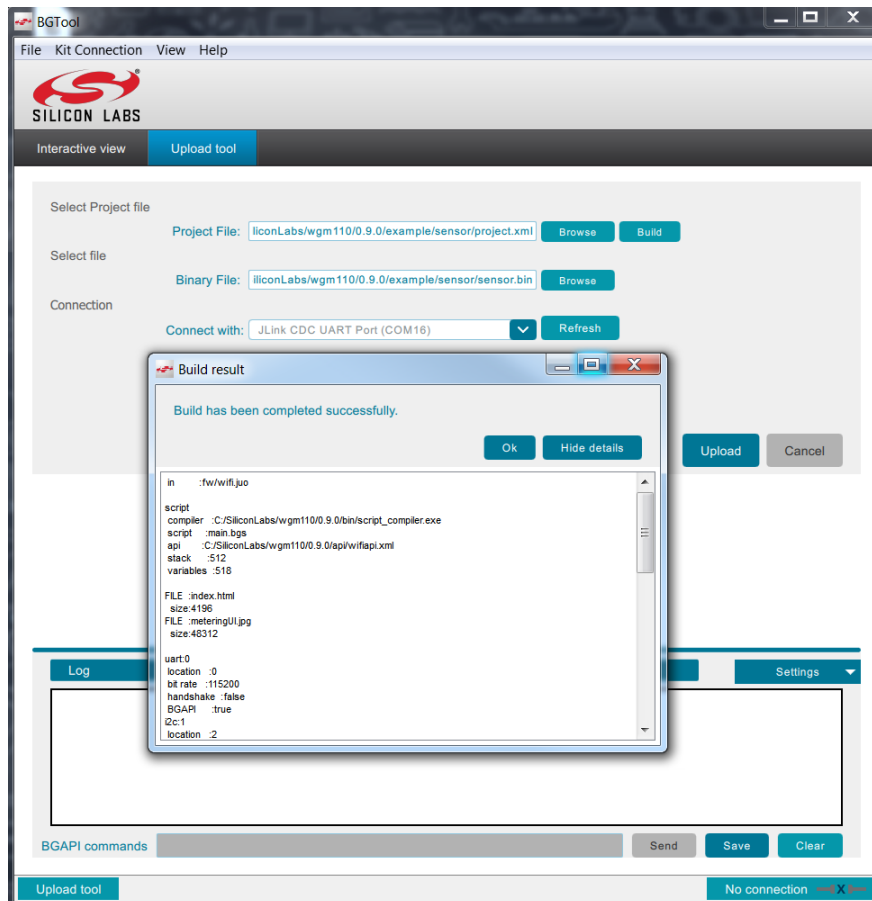 BGTool
File Kit Connection View Help
SILICON LABS
Interactive view Upload tool
Select Project file
Project File: liconLabs/wgm110/0.9.0/example/sensor/project.xml Browse Build
Select file
Binary File: iliconLabs/wgm110/0.9.0/example/sensor/sensor.bin Browse
Connection
Connect with: JLink CDC UART Port (COM16) Refresh
Build result
Build has been completed successfully.
Ok Hide details
Upload Cancel
in :fw/wifi.juo
script
compiler :C:/SiliconLabs/wgm110/0.9.0/bin/script_compiler.exe
script :main.bgs
api :C:/SiliconLabs/wgm110/0.9.0/api/wifiapi.xml
stack :512
variables :518
FILE :index.html
size:4196
FILE :meteringUI.jpg
size:48312
uart:0
location :0
bit rate :115200
handshake :false
BGAPI :true
i2c:1
location :2
Log Settings
BGAPI commands Send Save Clear
Upload tool No connection X